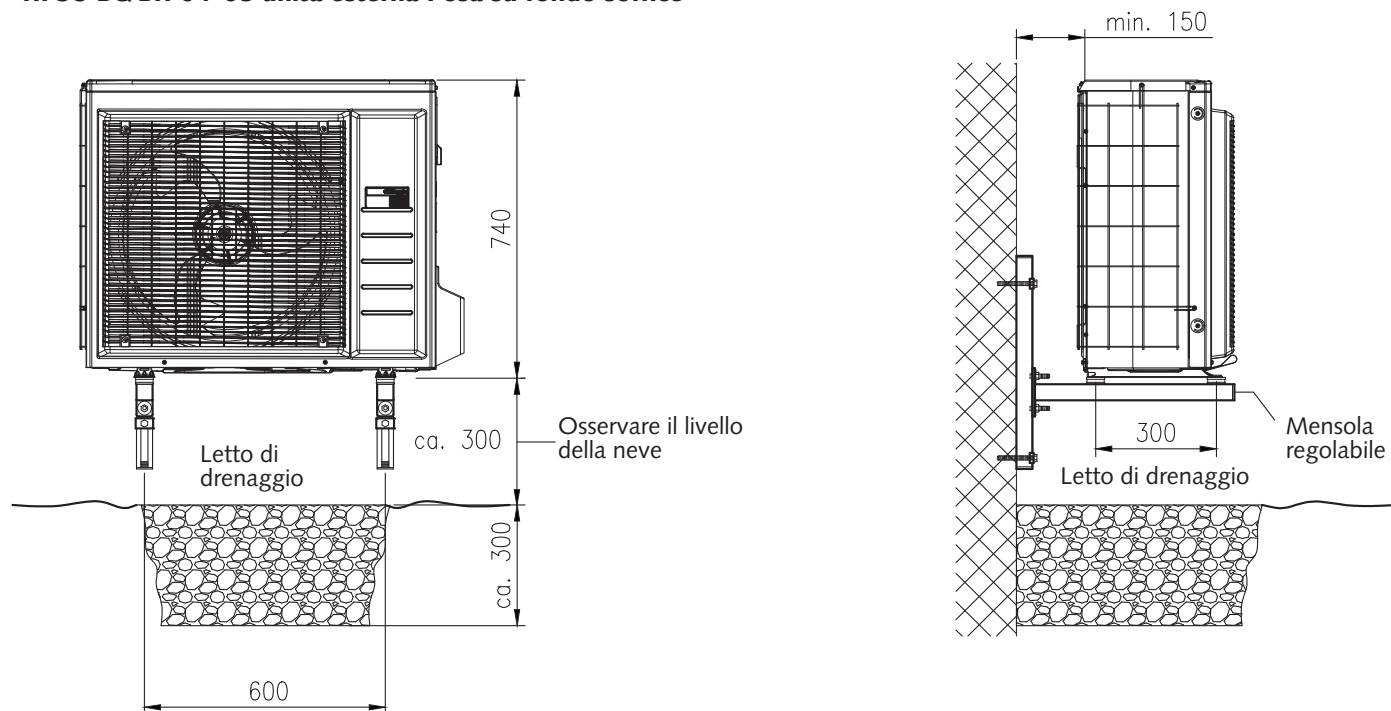 min. 150
740
ca. 300
Osservare il livello
della neve
Letto di
drenaggio
ca. 300
600
300
Mensola
regolabile
Letto di drenaggio